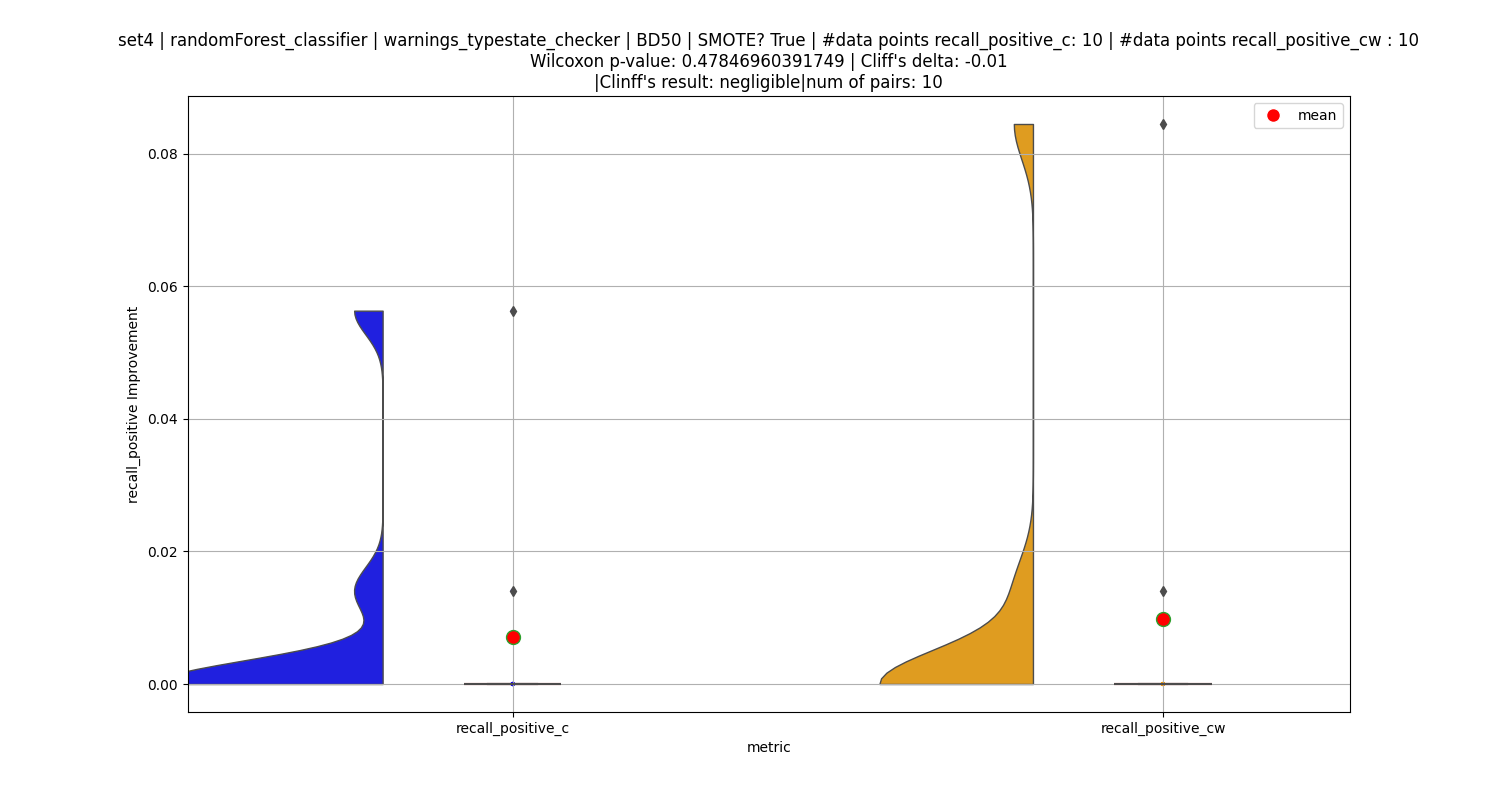 set4 | randomForest_classifier | warnings_typestate_checker | BD50 | SMOTE? True | #data points recall_positive_c: 10 | #data points recall_positive_cw : 10
Wilcoxon p-value: 0.47846960391749 | Cliff's delta: -0.01
|Clinff's result: negligible|num of pairs: 10
mean
recall_positive Improvement
0.08
0.06
0.04
0.02
0.00
recall_positive_c
recall_positive_cw
metric